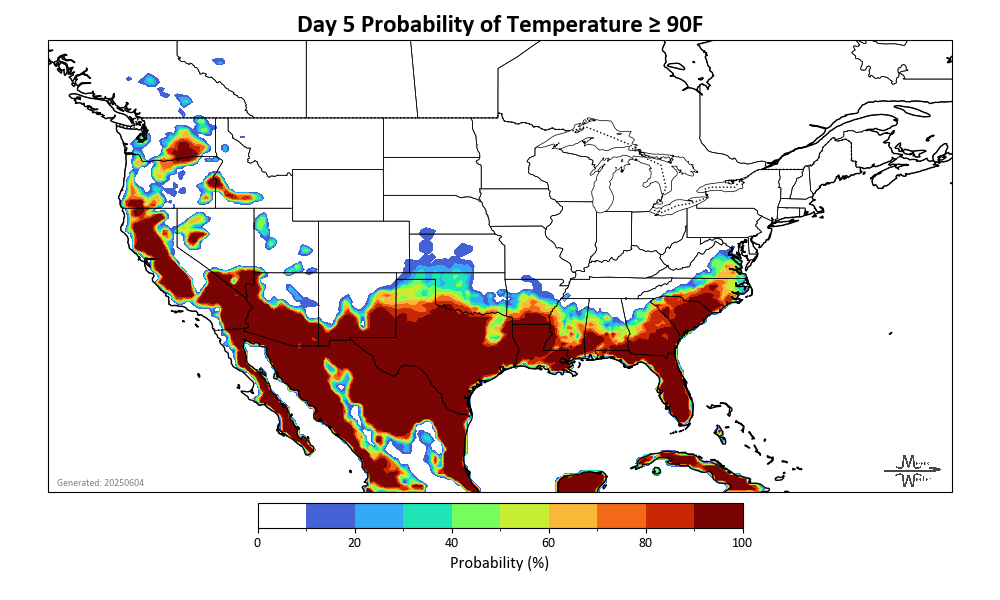 Day 5 Probability of Temperature ≥ 90F
Generated: 20250604
0 20 40 60 80 100
Probability (%)